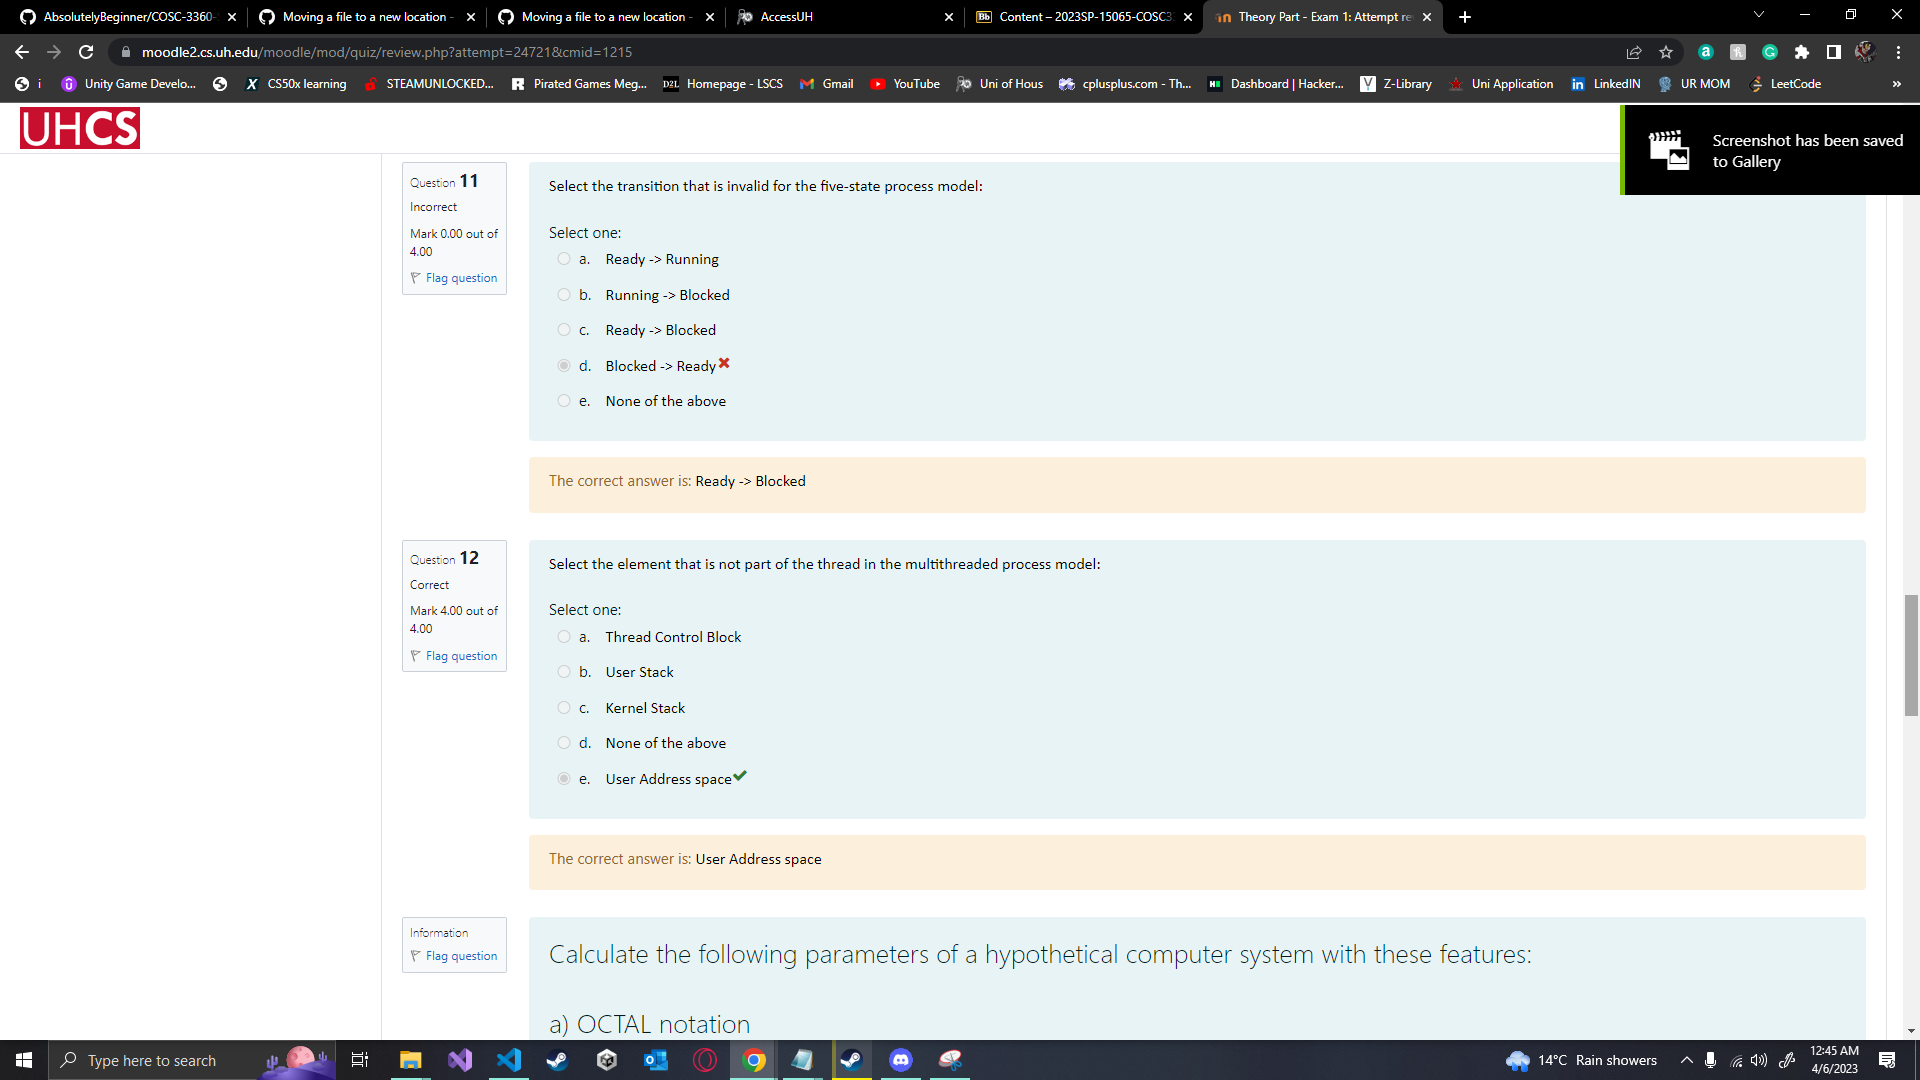 AbsolutelyBeginner/COSC-3360-
Moving a file to a new location -
Moving a file to a new location -
AccessUH
Bb Content – 2023SP-15065-COSC3
Theory Part - Exam 1: Attempt re
moodle2.cs.uh.edu/moodle/mod/quiz/review.php?attempt=24721&cmid=1215
i
Unity Game Develo...
CS50x learning
STEAMUNLOCKED...
Pirated Games Meg...
D2L Homepage - LSCS
Gmail
YouTube
Uni of Hous
cplusplus.com - Th...
Dashboard | Hacker...
Z-Library
Uni Application
LinkedIN
UR MOM
LeetCode
»
UHCS
Screenshot has been saved
to Gallery
Question 11
Incorrect
Mark 0.00 out of
4.00
Flag question
Select the transition that is invalid for the five-state process model:
Select one:
a. Ready -> Running
b. Running -> Blocked
c. Ready -> Blocked
d. Blocked -> Ready
e. None of the above
The correct answer is: Ready -> Blocked
Question 12
Correct
Mark 4.00 out of
4.00
Flag question
Select the element that is not part of the thread in the multithreaded process model:
Select one:
a. Thread Control Block
b. User Stack
c. Kernel Stack
d. None of the above
e. User Address space
The correct answer is: User Address space
Information
Flag question
Calculate the following parameters of a hypothetical computer system with these features:
a) OCTAL notation
Type here to search
14°C Rain showers
12:45 AM
4/6/2023